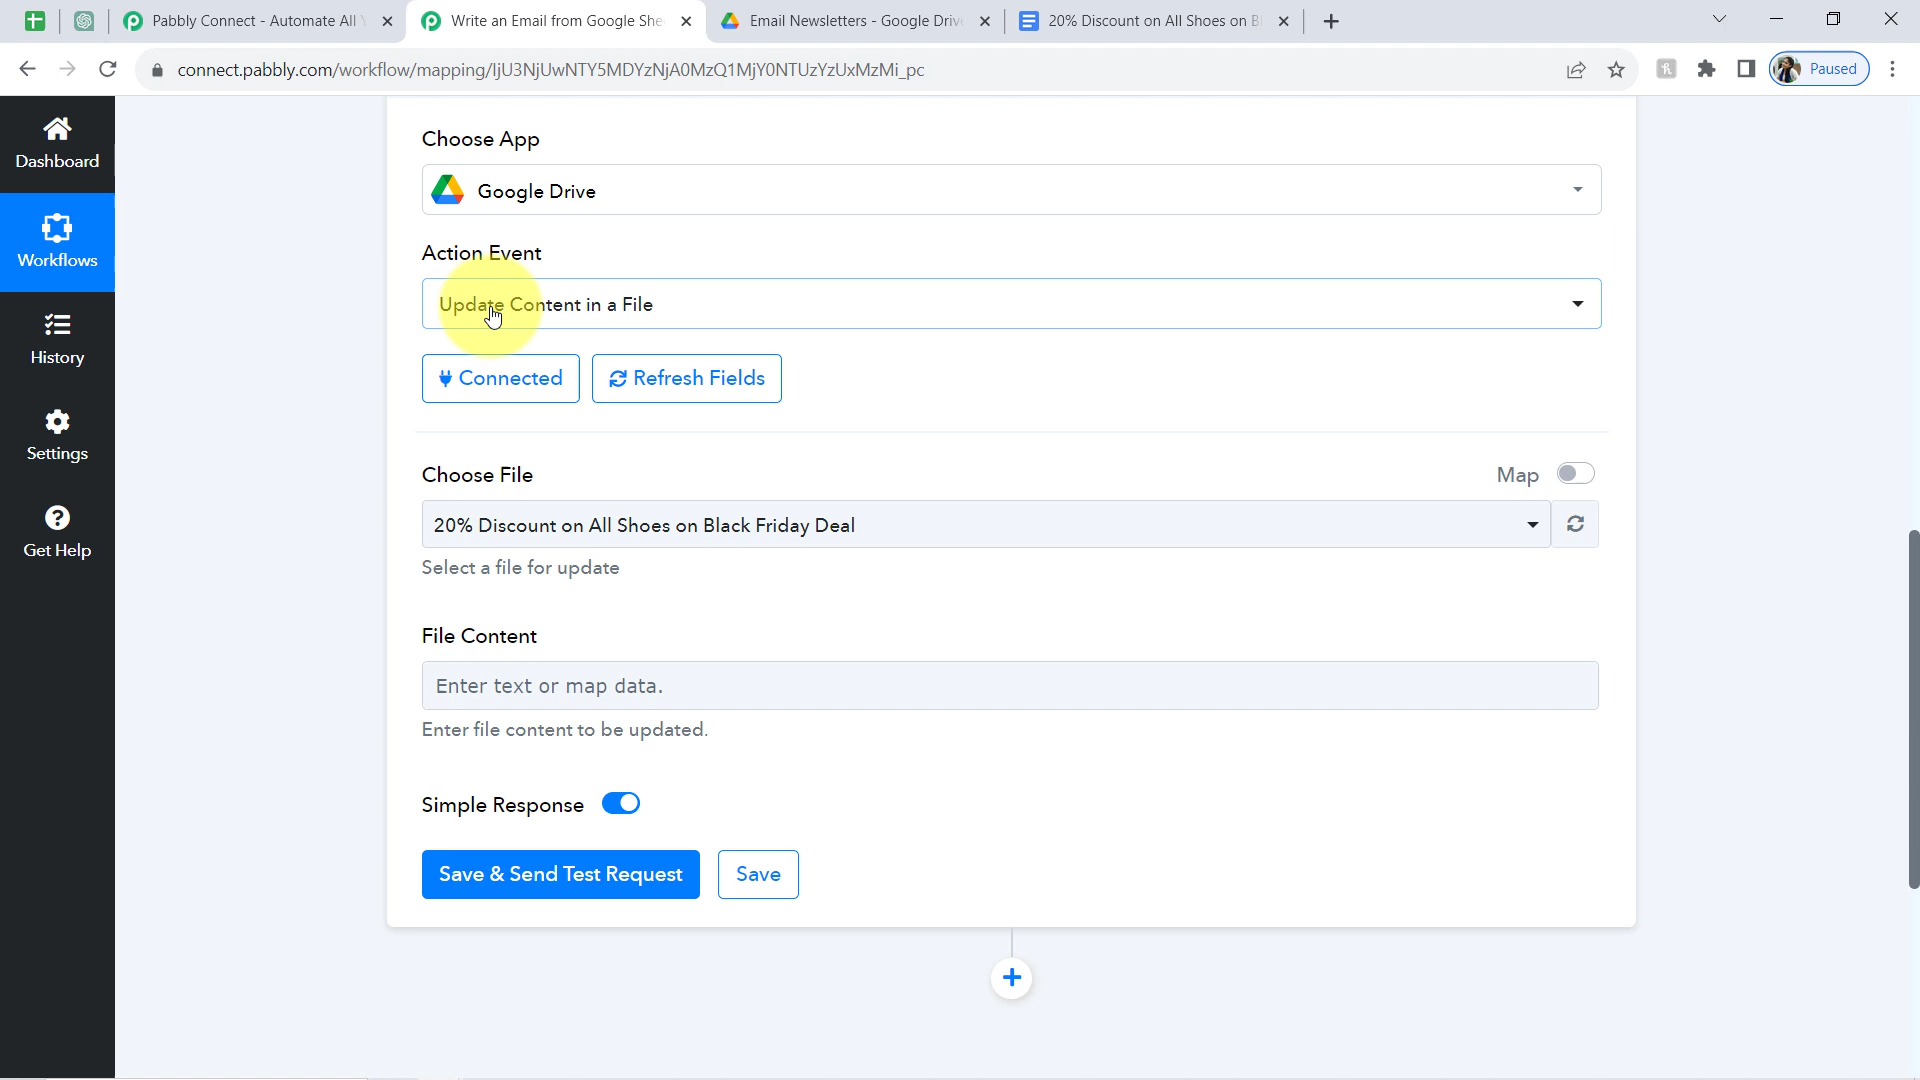 Pabbly Connect - Automate All Y
Write an Email from Google She
Email Newsletters - Google Driv
20% Discount on All Shoes on B
connect.pabbly.com/workflow/mapping/IjU3NjUwNTY5MDYzNjA0MzQ1MjY0NTUzYzUxMzMi_pc
Paused
Dashboard
Workflows
History
Settings
Get Help
Choose App
Google Drive
Action Event
Update Content in a File
Connected
Refresh Fields
Choose File
Map
20% Discount on All Shoes on Black Friday Deal
Select a file for update
File Content
Enter text or map data.
Enter file content to be updated.
Simple Response
Save & Send Test Request
Save